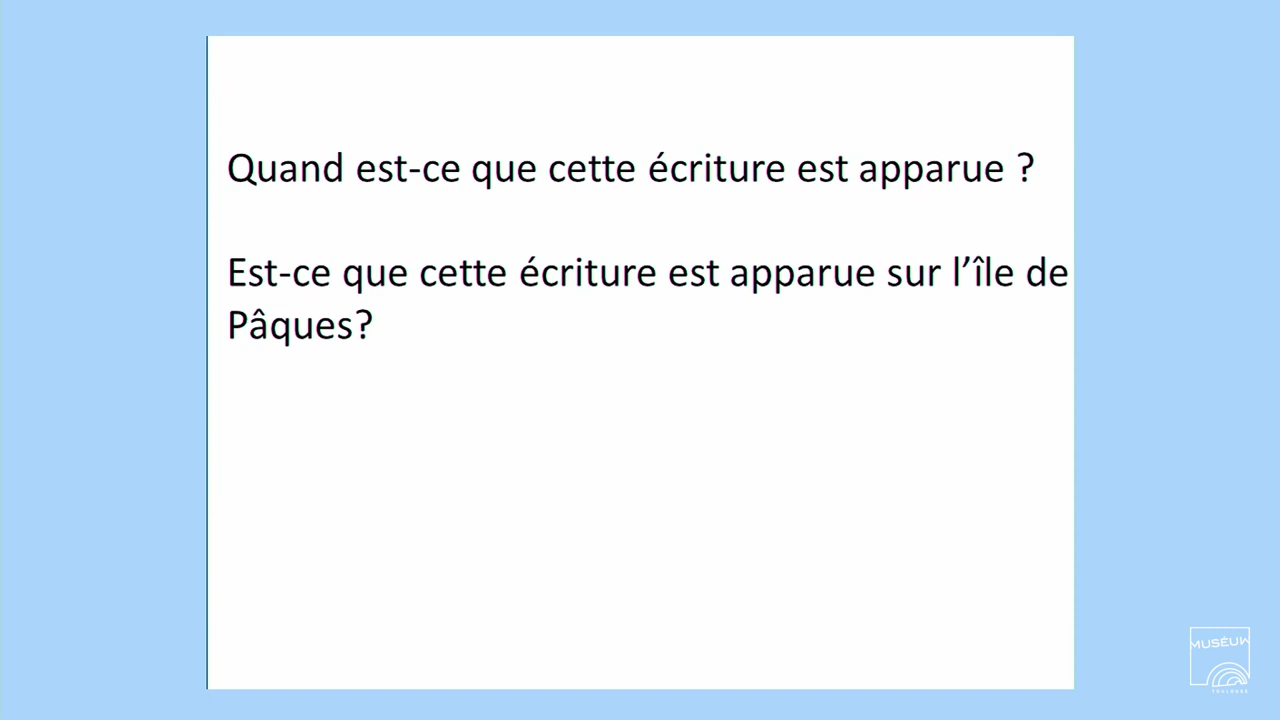 Quand est-ce que cette écriture est apparue ?
Est-ce que cette écriture est apparue sur l’île de
Pâques?
MUSÉUM
TOULOUSE